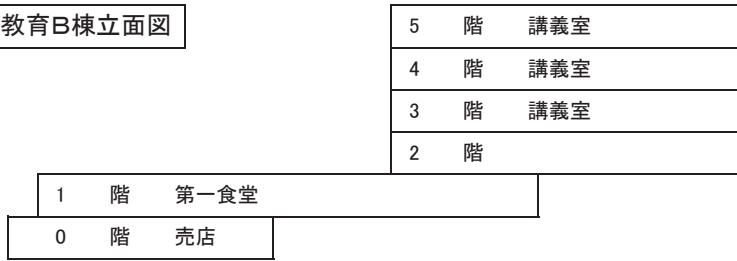 教育B棟立面図
5 階 講義室
4 階 講義室
3 階 講義室
2 階
1 階 第一食堂
0 階 売店